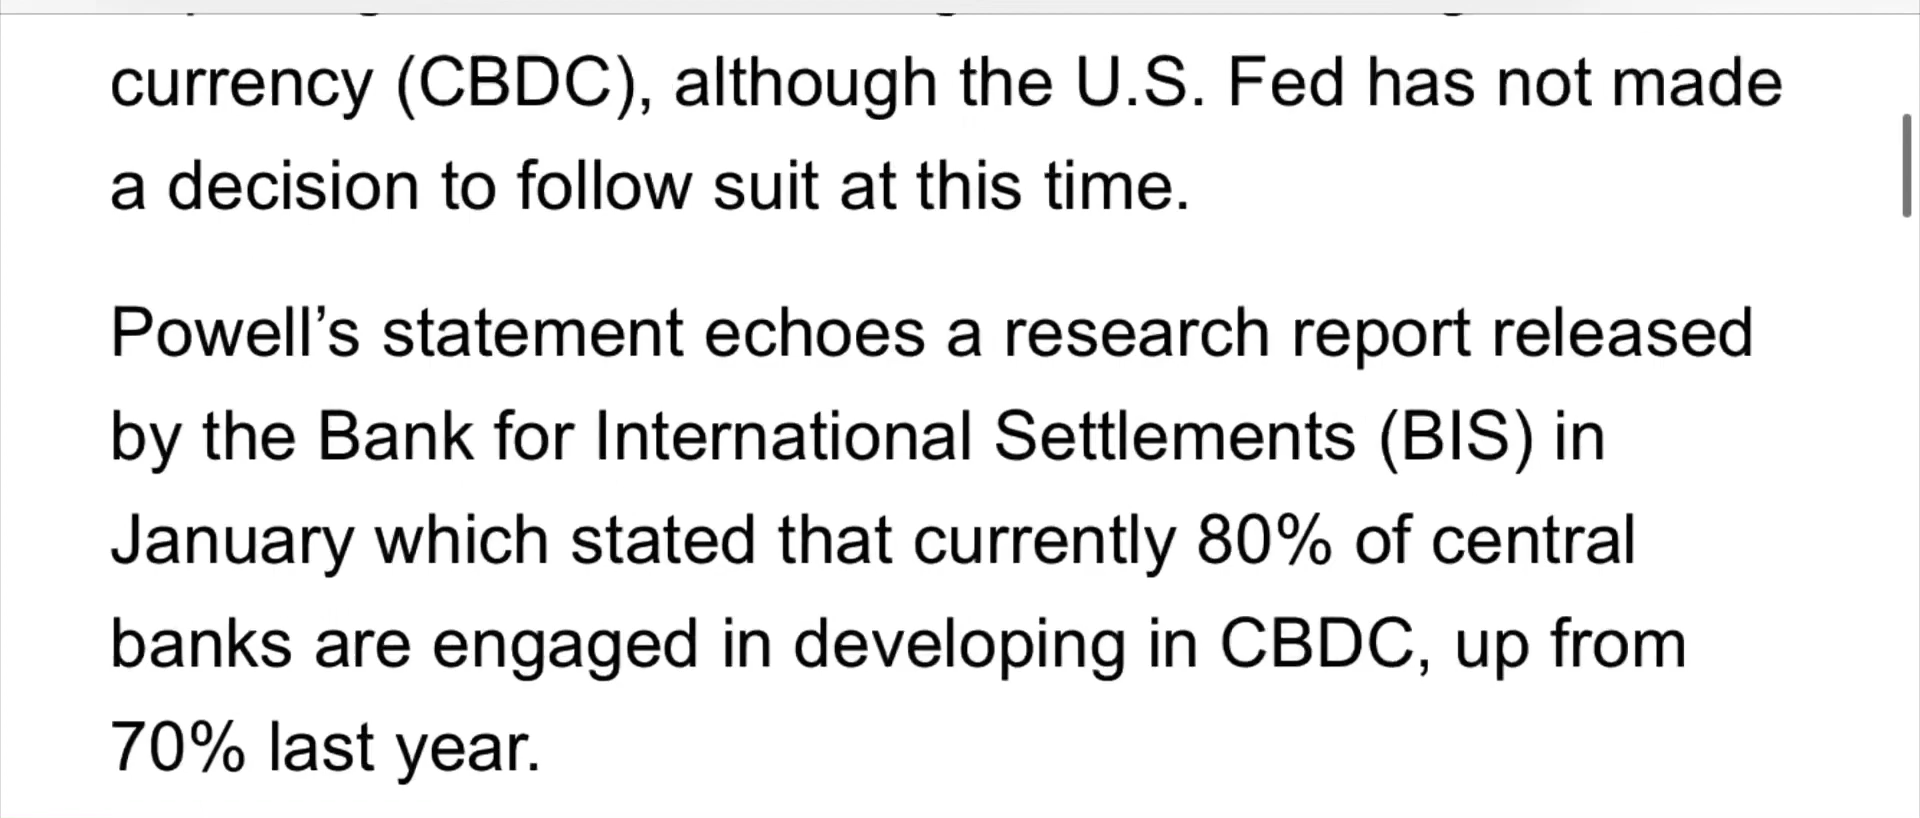 currency (CBDC), although the U.S. Fed has not made
a decision to follow suit at this time.
Powell’s statement echoes a research report released
by the Bank for International Settlements (BIS) in
January which stated that currently 80% of central
banks are engaged in developing in CBDC, up from
70% last year.